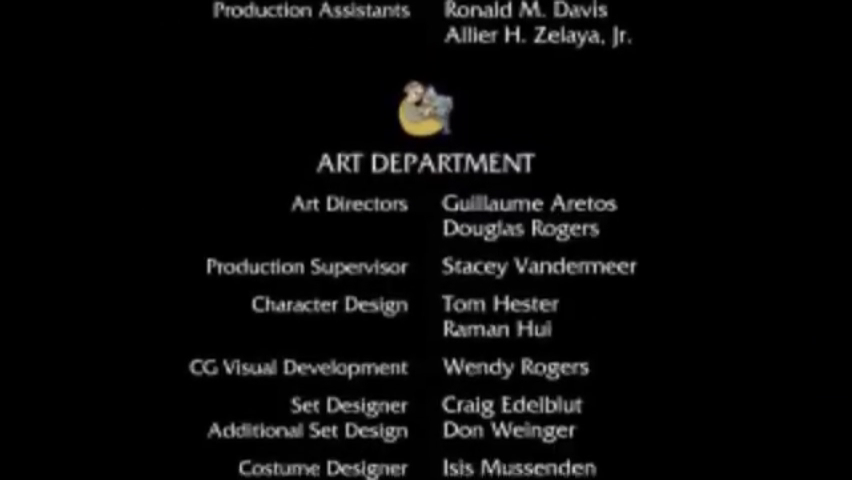 Production Assistants Ronald M. Davis
Allier H. Zelaya, Jr.
ART DEPARTMENT
Art Directors Guillaume Aretos
Douglas Rogers
Production Supervisor Stacey Vandermeer
Character Design Tom Hester
Raman Hui
CG Visual Development Wendy Rogers
Set Designer Craig Edelblut
Additional Set Design Don Weinger
Costume Designer Isis Mussenden